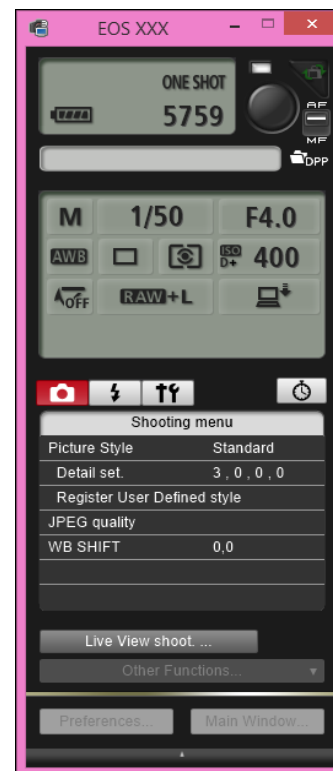 EOS XXX
ONE SHOT
5759
AF
MF
DPP
M 1/50 F4.0
AWB ISO D+ 400
OFF RAW+L
Shooting menu
Picture Style Standard
Detail set. 3 , 0 , 0 , 0
Register User Defined style
JPEG quality
WB SHIFT 0,0
Live View shoot. ...
Other Functions...
Preferences... Main Window...